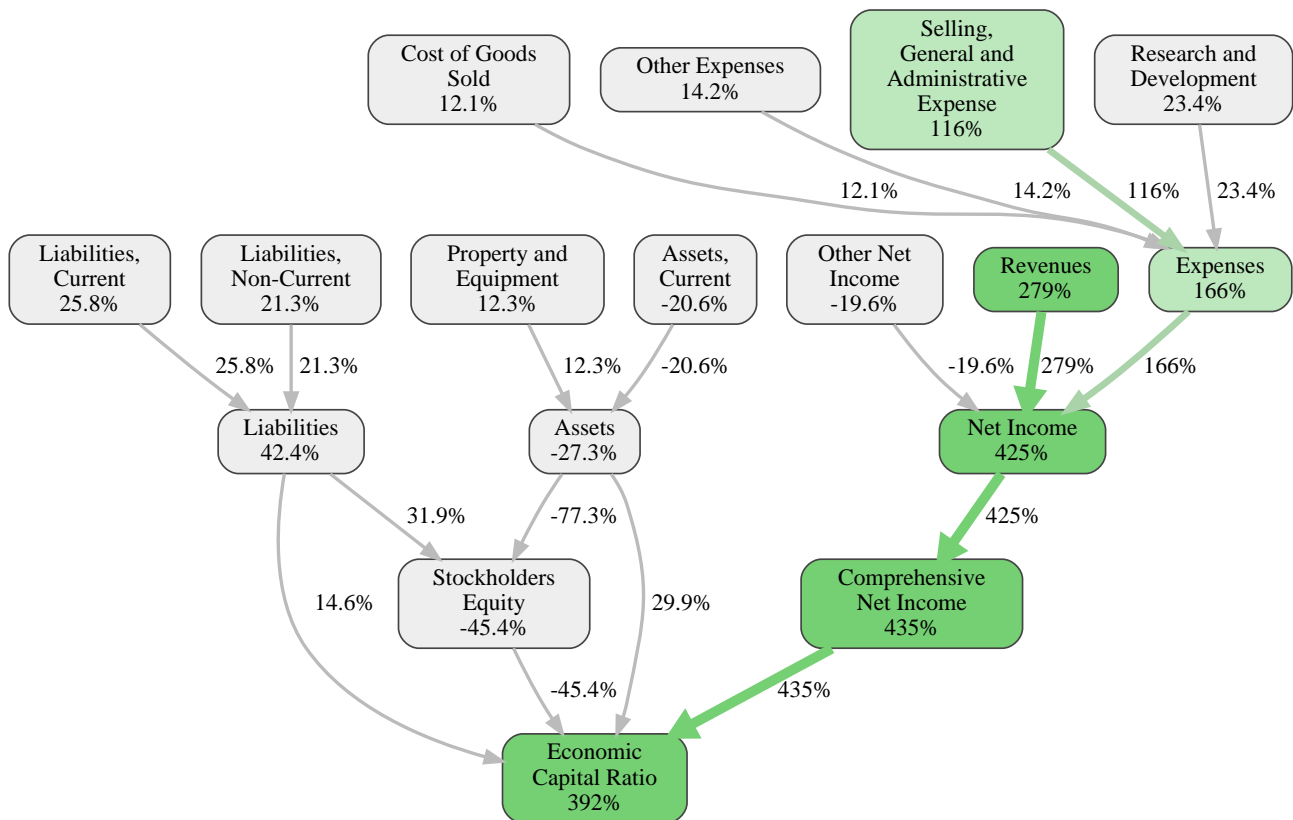 Cost of Goods
Sold
12.1%
Other Expenses
14.2%
Selling,
General and
Administrative
Expense
116%
Research and
Development
23.4%
12.1%
14.2%
116%
23.4%
Liabilities,
Current
25.8%
Liabilities,
Non-Current
21.3%
Property and
Equipment
12.3%
Assets,
Current
-20.6%
Other Net
Income
-19.6%
Revenues
279%
Expenses
166%
25.8%
21.3%
12.3%
-20.6%
-19.6%
279%
166%
Liabilities
42.4%
Assets
-27.3%
Net Income
425%
31.9%
-77.3%
425%
Stockholders
Equity
-45.4%
Comprehensive
Net Income
435%
14.6%
29.9%
-45.4%
435%
Economic
Capital Ratio
392%